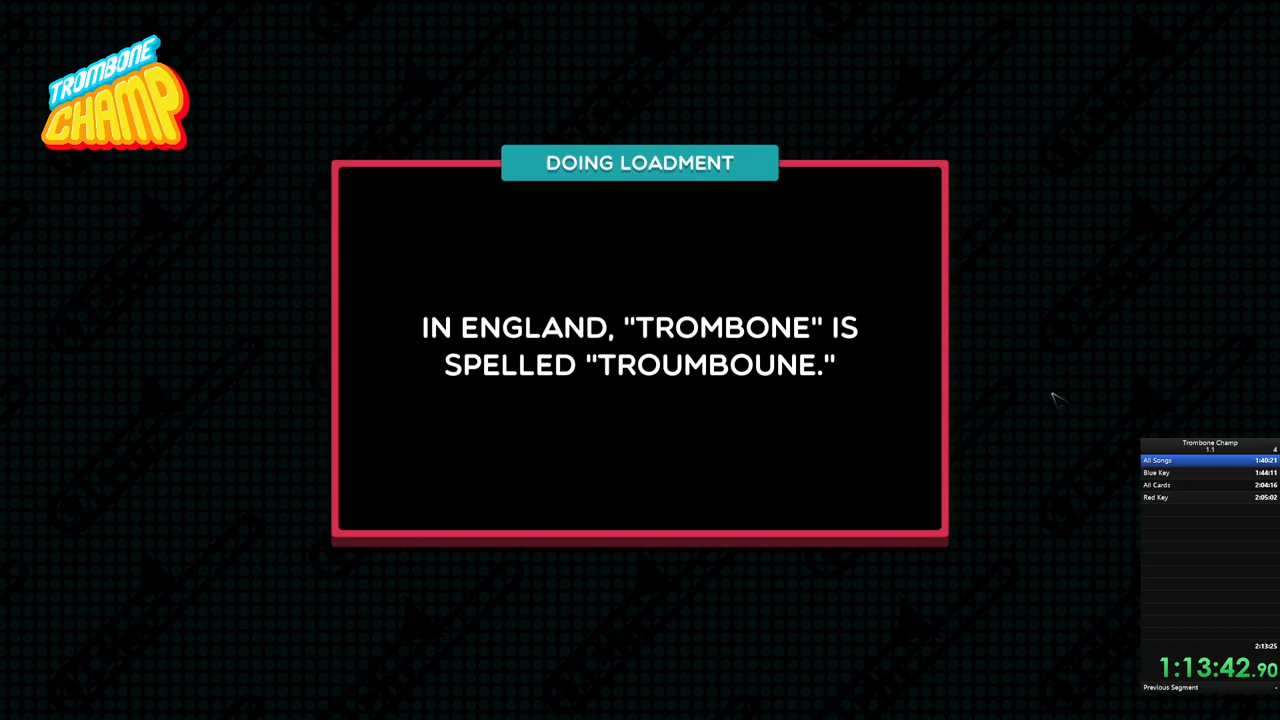 TROMBONE
CHAMP
DOING LOADMENT
IN ENGLAND, "TROMBONE" IS
SPELLED "TROUMBOUNE."
Trombone Champ
1.1 4
All Songs 1:40:21
Blue Key 1:44:11
All Cards 2:04:16
Red Key 2:05:02
2:13:25
1:13:42.90
Previous Segment -